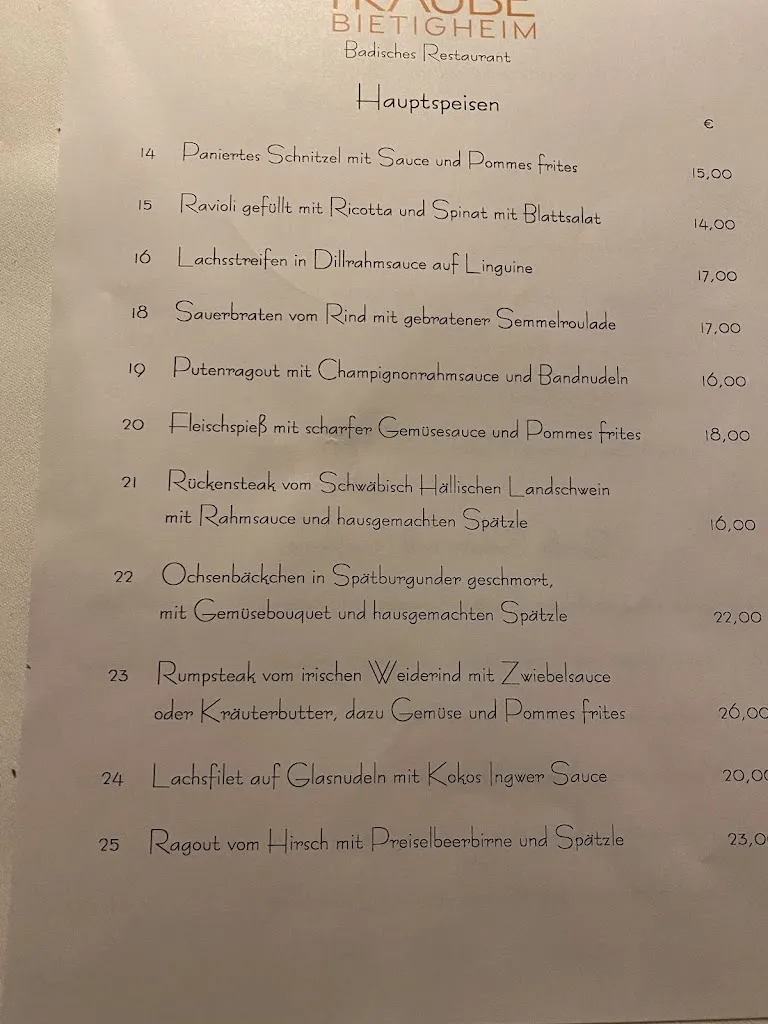 TRAUBE
BIETIGHEIM
Badisches Restaurant
Hauptspeisen
€
14 Paniertes Schnitzel mit Sauce und Pommes frites 15,00
15 Ravioli gefüllt mit Ricotta und Spinat mit Blattsalat 14,00
16 Lachsstreifen in Dillrahmsauce auf Linguine 17,00
18 Sauerbraten vom Rind mit gebratener Semmelroulade 17,00
19 Putenragout mit Champignonrahmsauce und Bandnudeln 16,00
20 Fleischspieß mit scharfer Gemüsesauce und Pommes frites 18,00
21 Rückensteak vom Schwäbisch Hällischen Landschwein
mit Rahmsauce und hausgemachten Spätzle 16,00
22 Ochsenbäckchen in Spätburgunder geschmort,
mit Gemüsebouquet und hausgemachten Spätzle 22,00
23 Rumpsteak vom irischen Weiderind mit Zwiebelsauce
oder Kräuterbutter, dazu Gemüse und Pommes frites 26,00
24 Lachsfilet auf Glasnudeln mit Kokos Ingwer Sauce 20,00
25 Ragout vom Hirsch mit Preiselbeerbirne und Spätzle 23,0